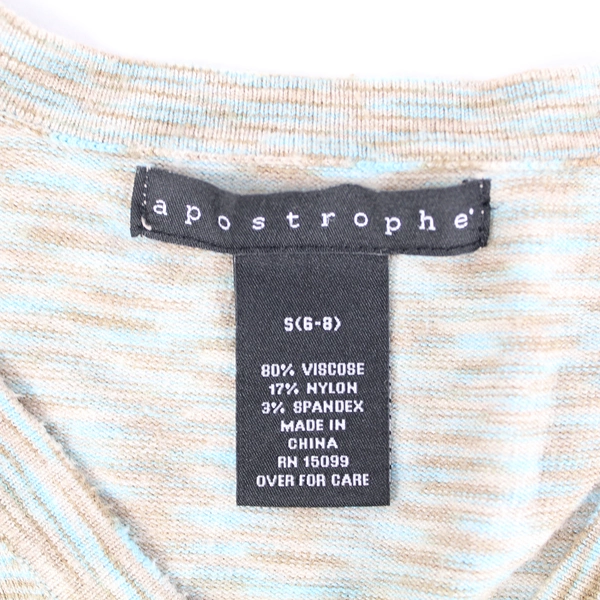 apostrophe®
S(6-8)
80% VISCOSE
17% NYLON
3% SPANDEX
MADE IN
CHINA
RN 15099
OVER FOR CARE